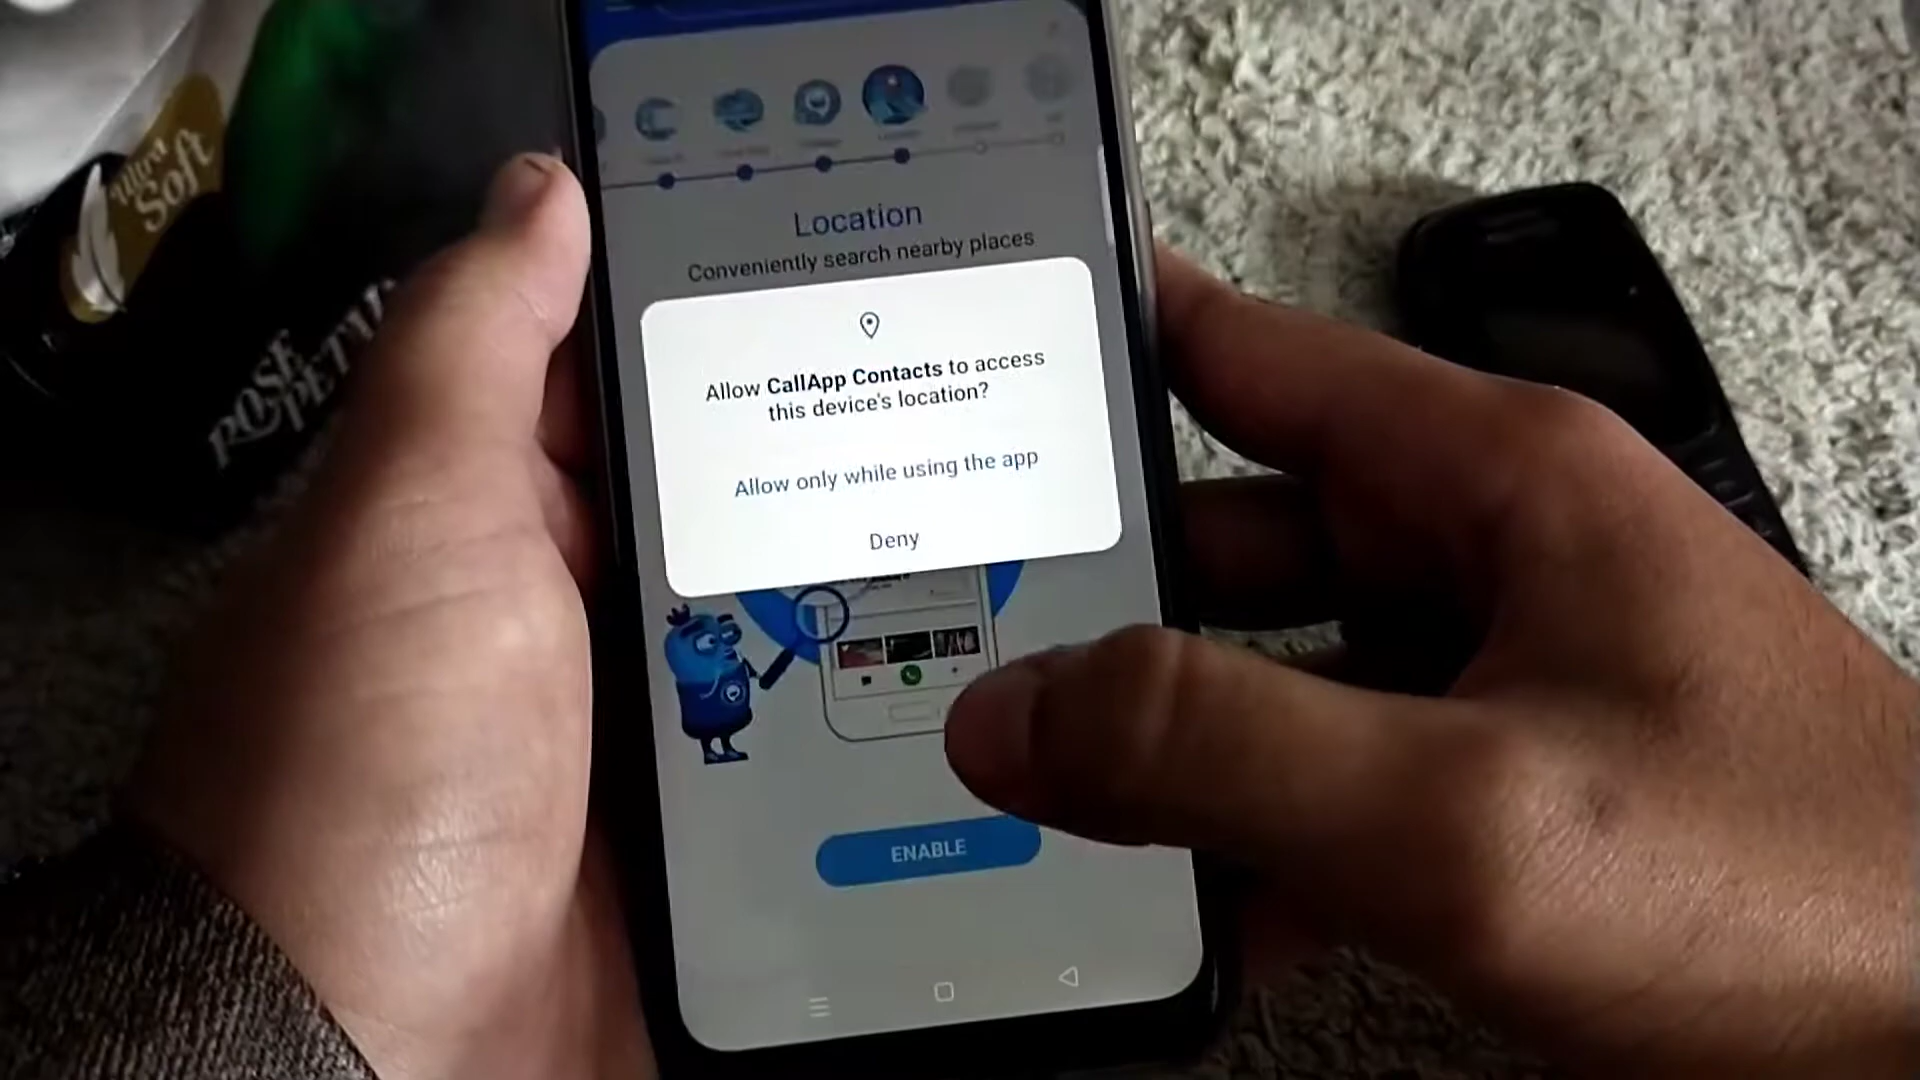 Ultra
Soft
Location
Conveniently search nearby places
Allow CallApp Contacts to access
this device's location?
Allow only while using the app
Deny
ENABLE